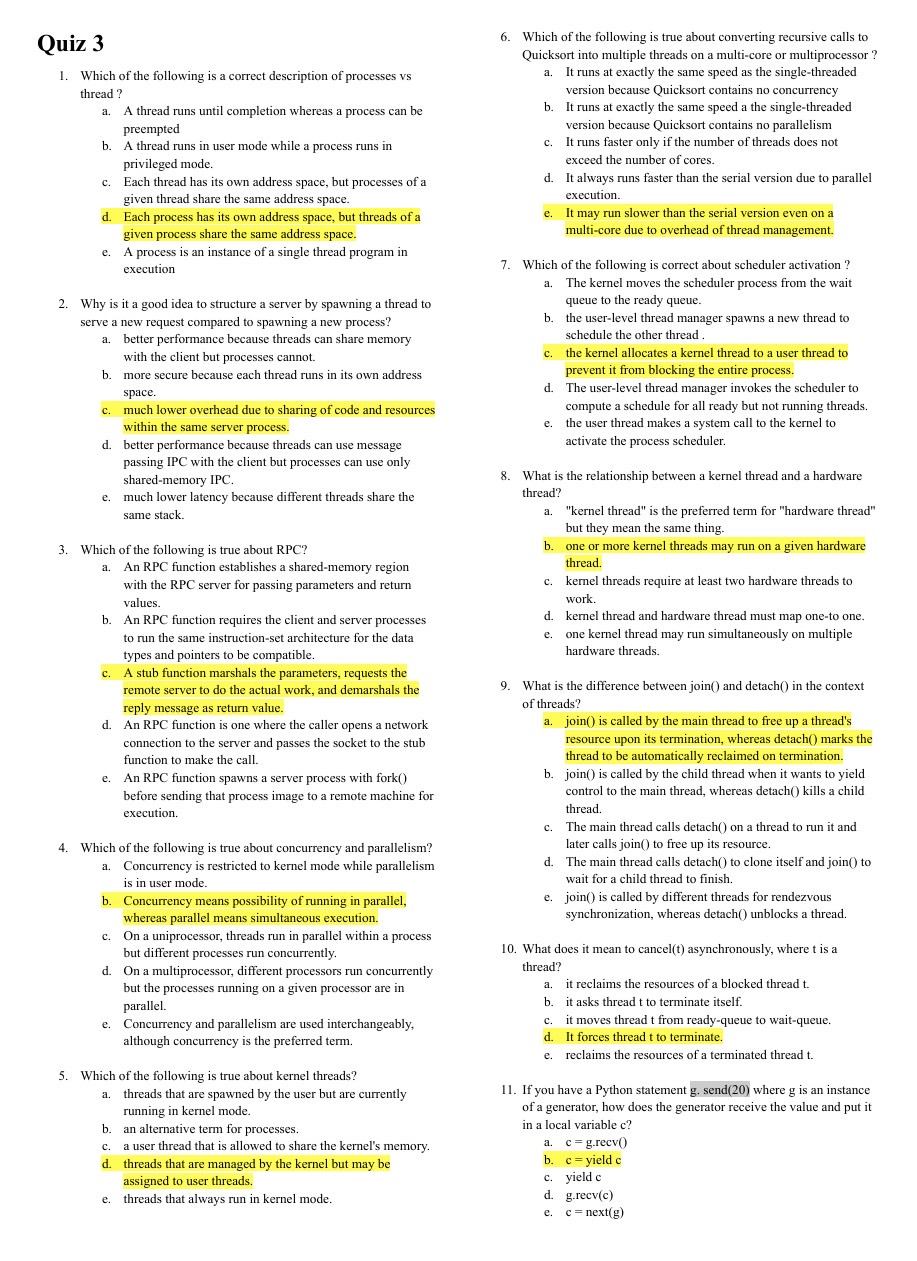 Quiz 3
1. Which of the following is a correct description of processes vs
thread ?
a. A thread runs until completion whereas a process can be
preempted
b. A thread runs in user mode while a process runs in
privileged mode.
c. Each thread has its own address space, but processes of a
given thread share the same address space.
d. Each process has its own address space, but threads of a
given process share the same address space.
e. A process is an instance of a single thread program in
execution
2. Why is it a good idea to structure a server by spawning a thread to
serve a new request compared to spawning a new process?
a. better performance because threads can share memory
with the client but processes cannot.
b. more secure because each thread runs in its own address
space.
c. much lower overhead due to sharing of code and resources
within the same server process.
d. better performance because threads can use message
passing IPC with the client but processes can use only
shared-memory IPC.
e. much lower latency because different threads share the
same stack.
3. Which of the following is true about RPC?
a. An RPC function establishes a shared-memory region
with the RPC server for passing parameters and return
values.
b. An RPC function requires the client and server processes
to run the same instruction-set architecture for the data
types and pointers to be compatible.
c. A stub function marshals the parameters, requests the
remote server to do the actual work, and demarshals the
reply message as return value.
d. An RPC function is one where the caller opens a network
connection to the server and passes the socket to the stub
function to make the call.
e. An RPC function spawns a server process with fork()
before sending that process image to a remote machine for
execution.
4. Which of the following is true about concurrency and parallelism?
a. Concurrency is restricted to kernel mode while parallelism
is in user mode.
b. Concurrency means possibility of running in parallel,
whereas parallel means simultaneous execution.
c. On a uniprocessor, threads run in parallel within a process
but different processes run concurrently.
d. On a multiprocessor, different processors run concurrently
but the processes running on a given processor are in
parallel.
e. Concurrency and parallelism are used interchangeably,
although concurrency is the preferred term.
5. Which of the following is true about kernel threads?
a. threads that are spawned by the user but are currently
running in kernel mode.
b. an alternative term for processes.
c. a user thread that is allowed to share the kernel's memory.
d. threads that are managed by the kernel but may be
assigned to user threads.
e. threads that always run in kernel mode.
6. Which of the following is true about converting recursive calls to
Quicksort into multiple threads on a multi-core or multiprocessor ?
a. It runs at exactly the same speed as the single-threaded
version because Quicksort contains no concurrency
b. It runs at exactly the same speed a the single-threaded
version because Quicksort contains no parallelism
c. It runs faster only if the number of threads does not
exceed the number of cores.
d. It always runs faster than the serial version due to parallel
execution.
e. It may run slower than the serial version even on a
multi-core due to overhead of thread management.
7. Which of the following is correct about scheduler activation ?
a. The kernel moves the scheduler process from the wait
queue to the ready queue.
b. the user-level thread manager spawns a new thread to
schedule the other thread .
c. the kernel allocates a kernel thread to a user thread to
prevent it from blocking the entire process.
d. The user-level thread manager invokes the scheduler to
compute a schedule for all ready but not running threads.
e. the user thread makes a system call to the kernel to
activate the process scheduler.
8. What is the relationship between a kernel thread and a hardware
thread?
a. "kernel thread" is the preferred term for "hardware thread"
but they mean the same thing.
b. one or more kernel threads may run on a given hardware
thread.
c. kernel threads require at least two hardware threads to
work.
d. kernel thread and hardware thread must map one-to one.
e. one kernel thread may run simultaneously on multiple
hardware threads.
9. What is the difference between join() and detach() in the context
of threads?
a. join() is called by the main thread to free up a thread's
resource upon its termination, whereas detach() marks the
thread to be automatically reclaimed on termination.
b. join() is called by the child thread when it wants to yield
control to the main thread, whereas detach() kills a child
thread.
c. The main thread calls detach() on a thread to run it and
later calls join() to free up its resource.
d. The main thread calls detach() to clone itself and join() to
wait for a child thread to finish.
e. join() is called by different threads for rendezvous
synchronization, whereas detach() unblocks a thread.
10. What does it mean to cancel(t) asynchronously, where t is a
thread?
a. it reclaims the resources of a blocked thread t.
b. it asks thread t to terminate itself.
c. it moves thread t from ready-queue to wait-queue.
d. It forces thread t to terminate.
e. reclaims the resources of a terminated thread t.
11. If you have a Python statement g. send(20) where g is an instance
of a generator, how does the generator receive the value and put it
in a local variable c?
a. c = g.recv()
b. c = yield c
c. yield c
d. g.recv(c)
e. c = next(g)